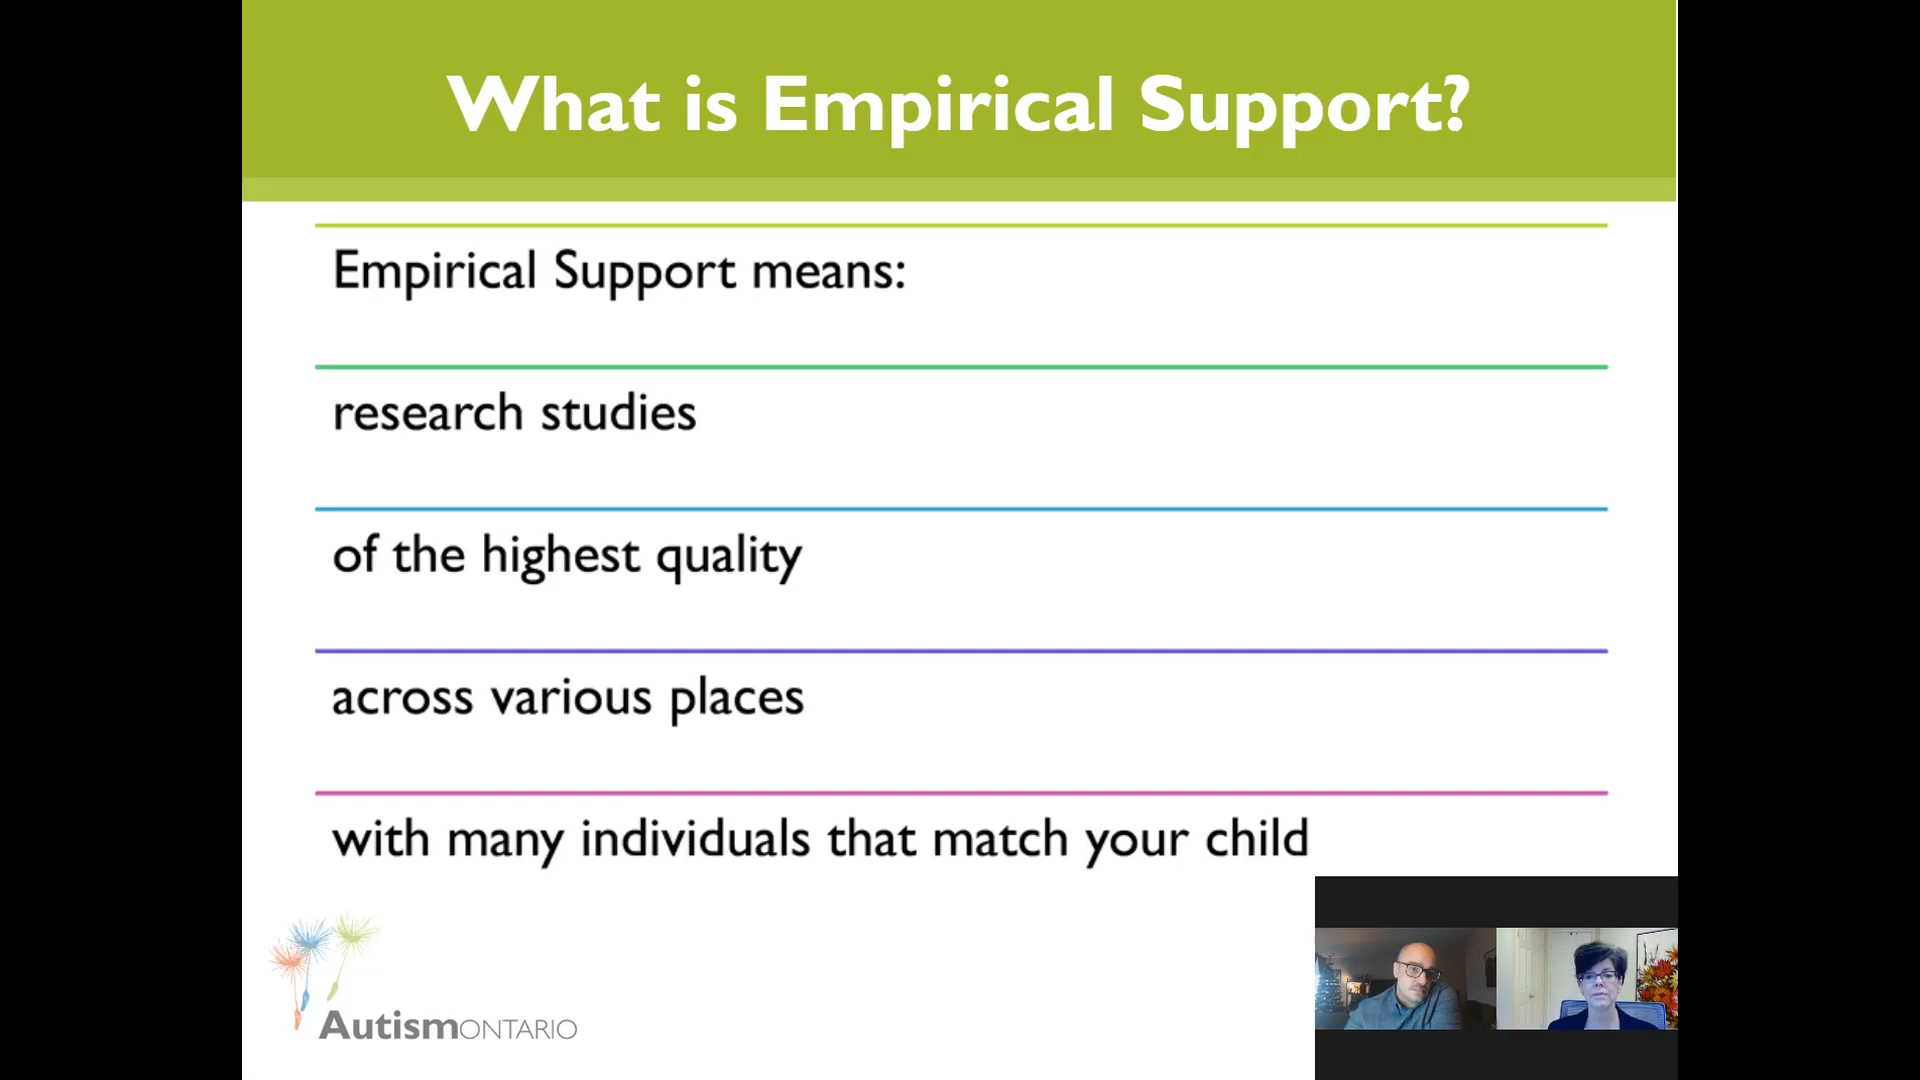 What is Empirical Support?
Empirical Support means:
research studies
of the highest quality
across various places
with many individuals that match your child
AutismONTARIO